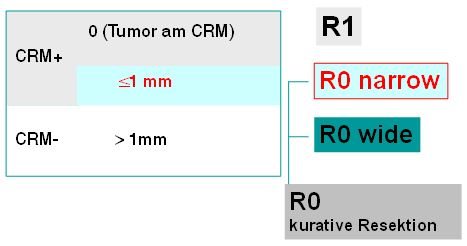 0 (Tumor am CRM)
R1
CRM+
≤1 mm
R0 narrow
CRM-
> 1mm
R0 wide
R0
kurative Resektion